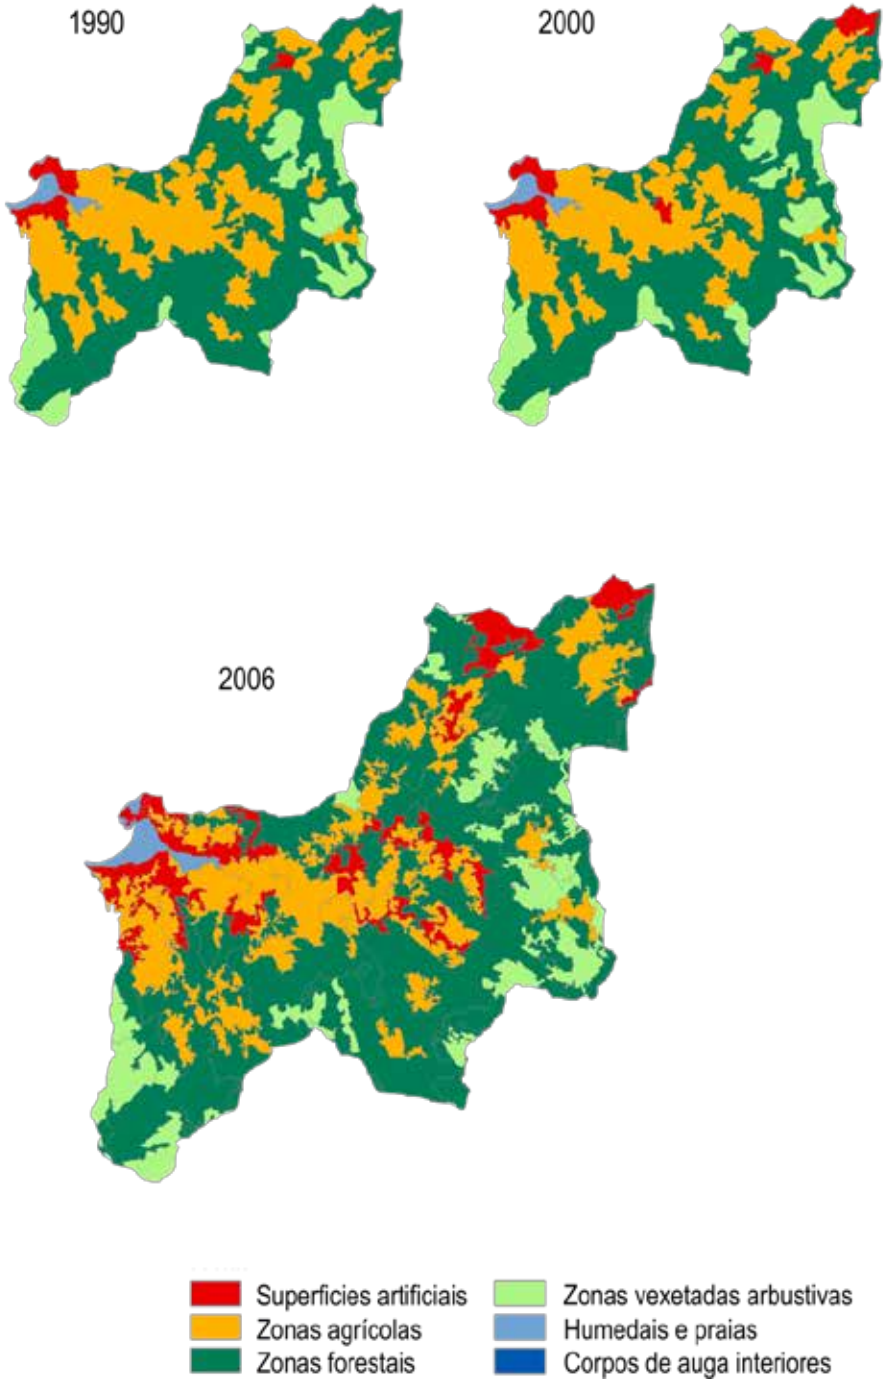 1990
2000
2006
Superficies artificiais
Zonas agrícolas
Zonas forestais
Zonas vexetadas arbustivas
Humedais e praias
Corpos de auga interiores